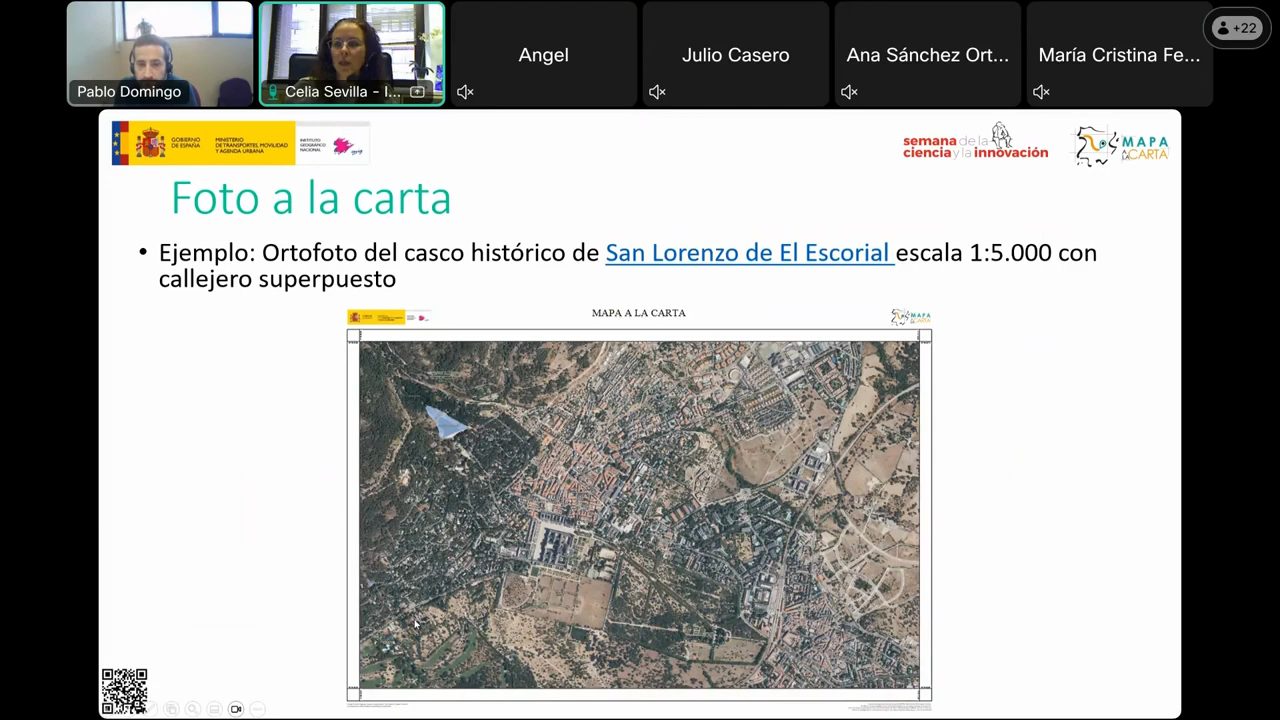 +22
Pablo Domingo
Celia Sevilla - I...
Angel
Julio Casero
Ana Sánchez Ort...
María Cristina Fe...
GOBIERNO
DE ESPAÑA
MINISTERIO
DE TRANSPORTES, MOVILIDAD
Y AGENDA URBANA
INSTITUTO
GEOGRÁFICO
NACIONAL
semana de la
ciencia y la innovación
MAPA
A LA CARTA
Foto a la carta
• Ejemplo: Ortofoto del casco histórico de San Lorenzo de El Escorial escala 1:5.000 con
callejero superpuesto
MAPA A LA CARTA
MAPA